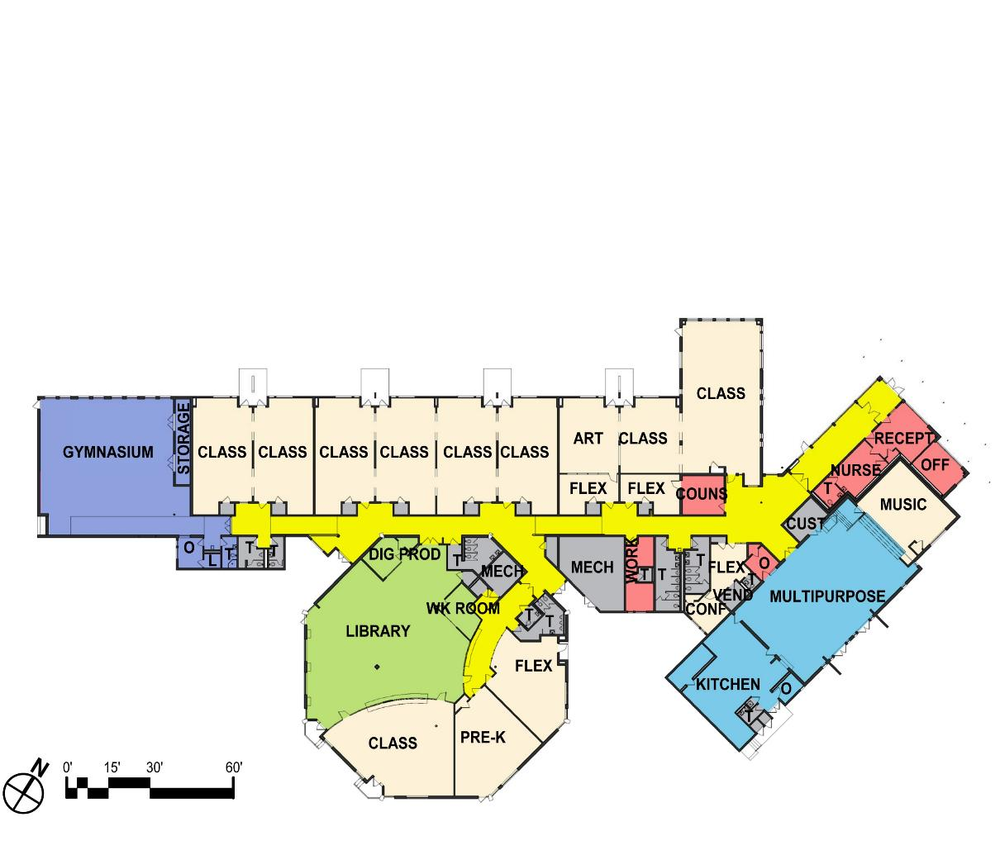 CLASS
GYMNASIUM
STORAGE
CLASS
CLASS
CLASS
CLASS
CLASS
CLASS
ART
CLASS
FLEX
FLEX
COUNS
RECEPT
OFF
NURSE
T
MUSIC
CUST
O
L
T
T
T
DIG PROD
T
MECH
WK ROOM
LIBRARY
MECH
WORK
T
T
T
FLEX
O
T
VEND
CONF
MULTIPURPOSE
T
T
FLEX
KITCHEN
O
T
CLASS
PRE-K
N
0' 15' 30' 60'